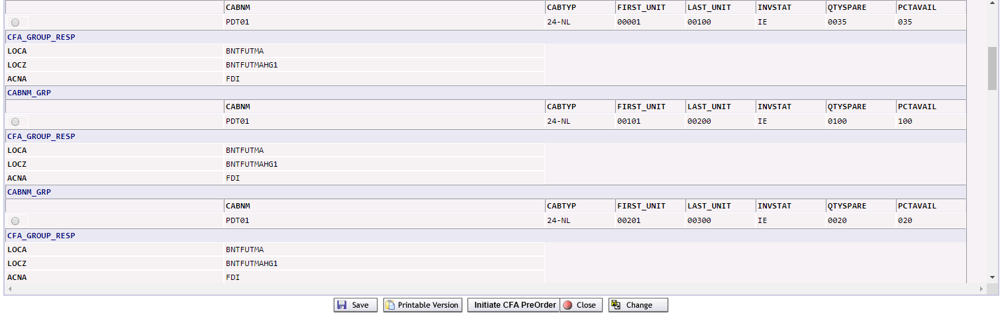 CABNM CABTYP FIRST_UNIT LAST_UNIT INVSTAT QTYSPARE PCTAVAIL
PDT01 24-NL 00001 00100 IE 0035 035
CFA_GROUP_RESP
LOCA BNTFUTMA
LOCZ BNTFUTMAHG1
ACNA FDI
CABNM_GRP
CABNM CABTYP FIRST_UNIT LAST_UNIT INVSTAT QTYSPARE PCTAVAIL
PDT01 24-NL 00101 00200 IE 0100 100
CFA_GROUP_RESP
LOCA BNTFUTMA
LOCZ BNTFUTMAHG1
ACNA FDI
CABNM_GRP
CABNM CABTYP FIRST_UNIT LAST_UNIT INVSTAT QTYSPARE PCTAVAIL
PDT01 24-NL 00201 00300 IE 0020 020
CFA_GROUP_RESP
LOCA BNTFUTMA
LOCZ BNTFUTMAHG1
ACNA FDI
Save Printable Version Initiate CFA PreOrder Close Change